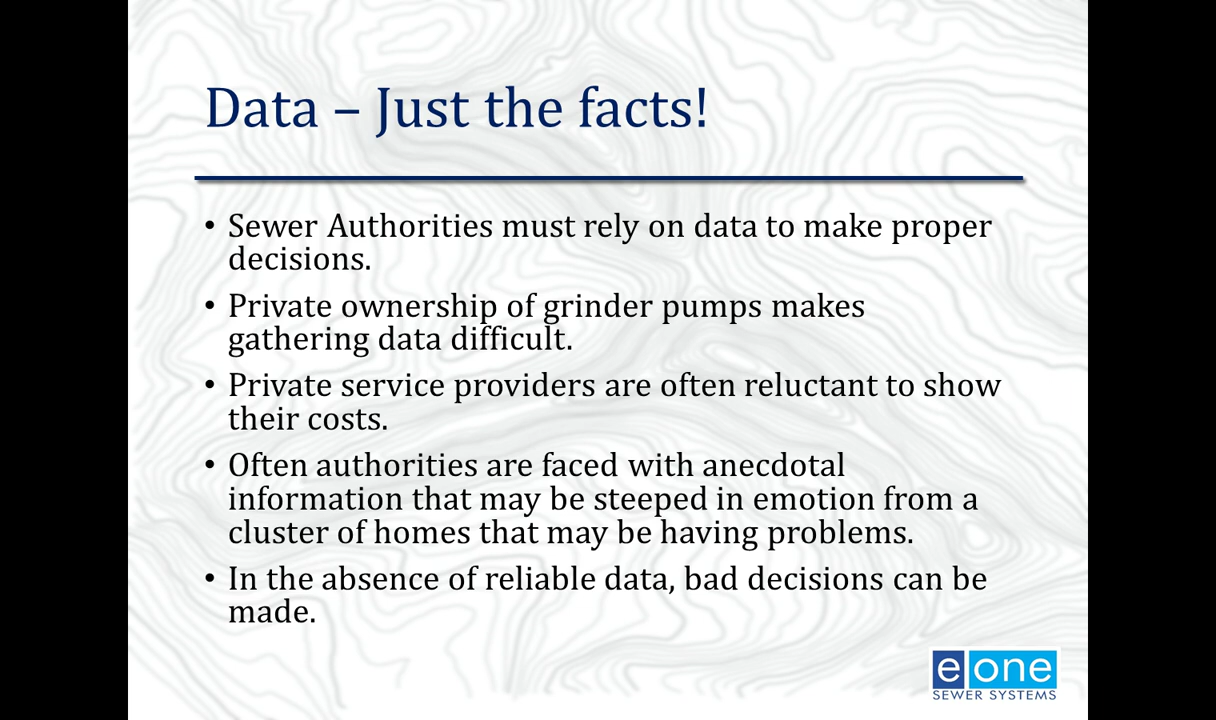 Data – Just the facts!
• Sewer Authorities must rely on data to make proper
decisions.
• Private ownership of grinder pumps makes
gathering data difficult.
• Private service providers are often reluctant to show
their costs.
• Often authorities are faced with anecdotal
information that may be steeped in emotion from a
cluster of homes that may be having problems.
• In the absence of reliable data, bad decisions can be
made.
e one
SEWER SYSTEMS